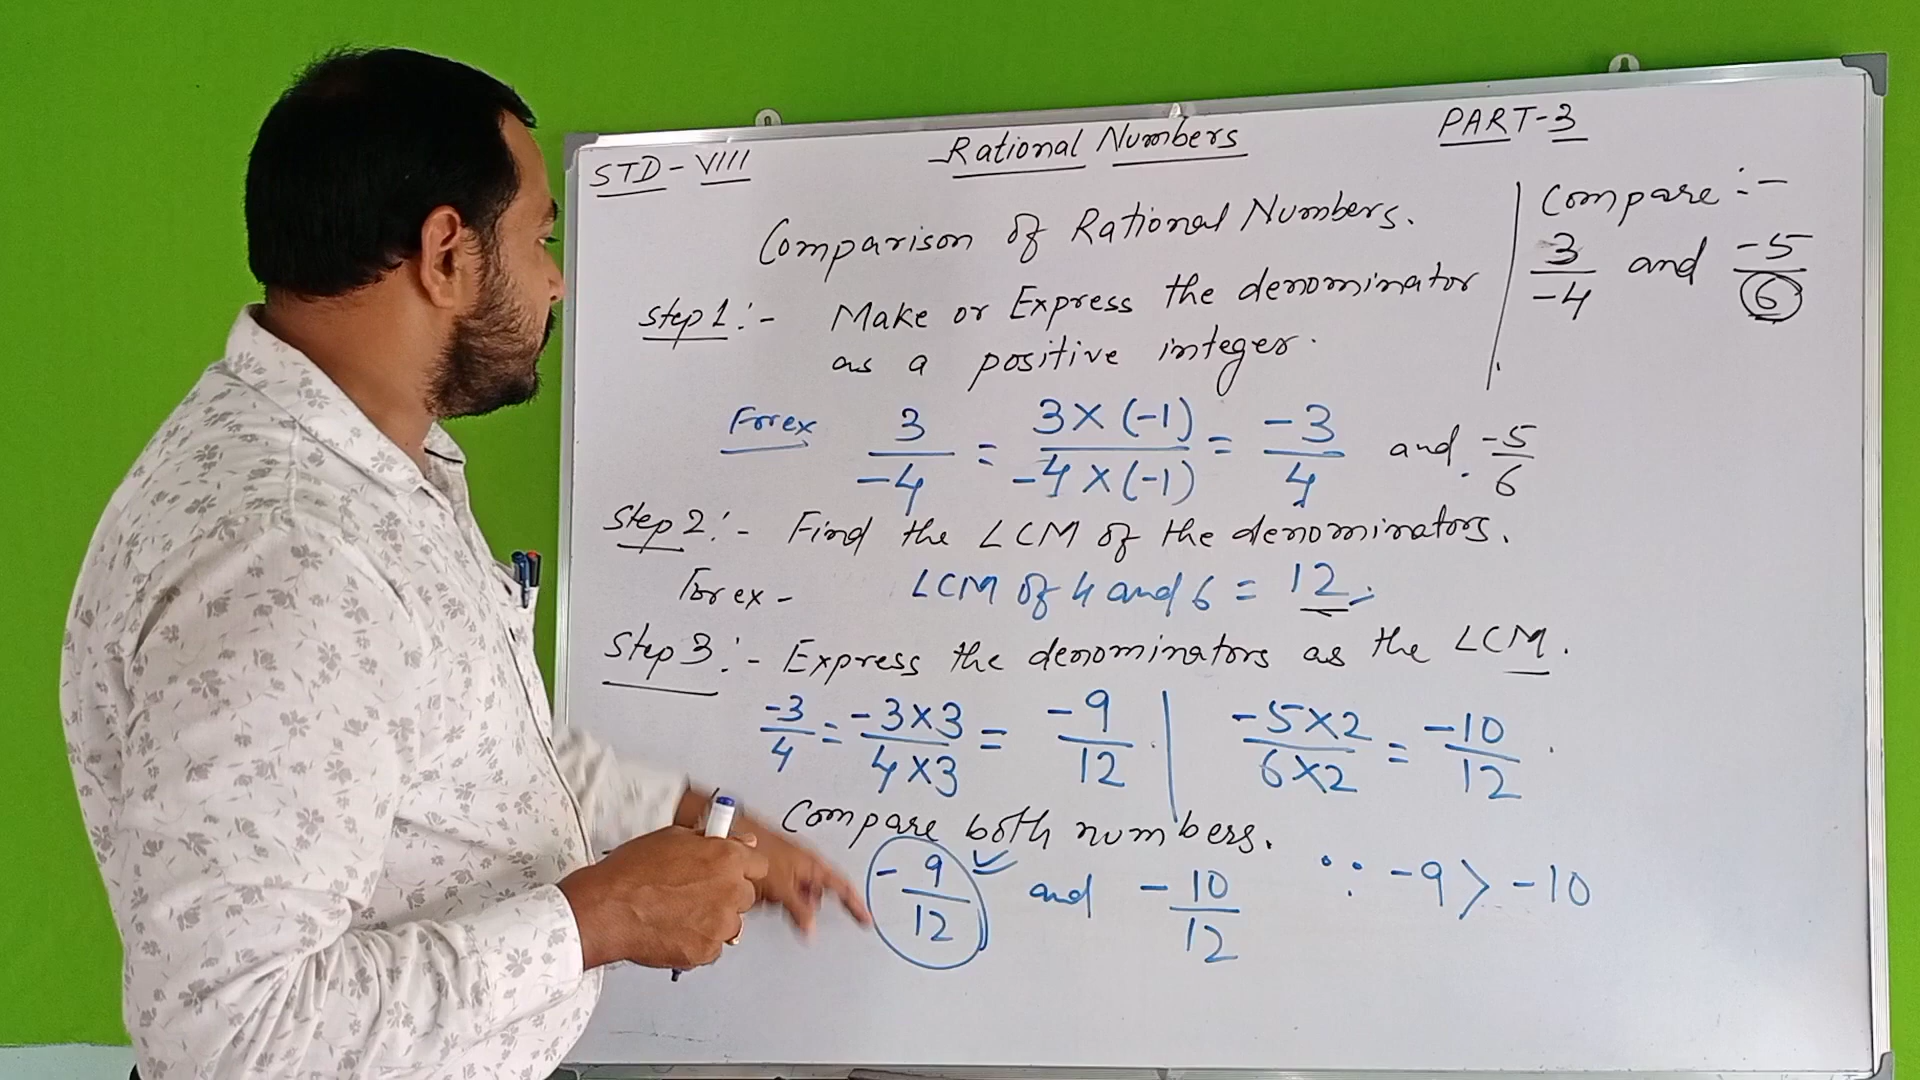 STD-VIII
Rational Numbers
PART-3
Comparison of Rational Numbers.
Step 1:- Make or Express the denominator
as a positive integer.
Compare :-
3/-4 and -5/6
For ex 3/-4 = 3×(-1)/-4×(-1) = -3/4 and -5/6
Step 2:- Find the LCM of the denominators.
For ex- LCM of 4 and 6 = 12
Step 3:- Express the denominators as the LCM.
-3/4 = -3×3/4×3 = -9/12 | -5×2/6×2 = -10/12
Compare both numbers.
-9/12 and -10/12 ∵ -9 > -10